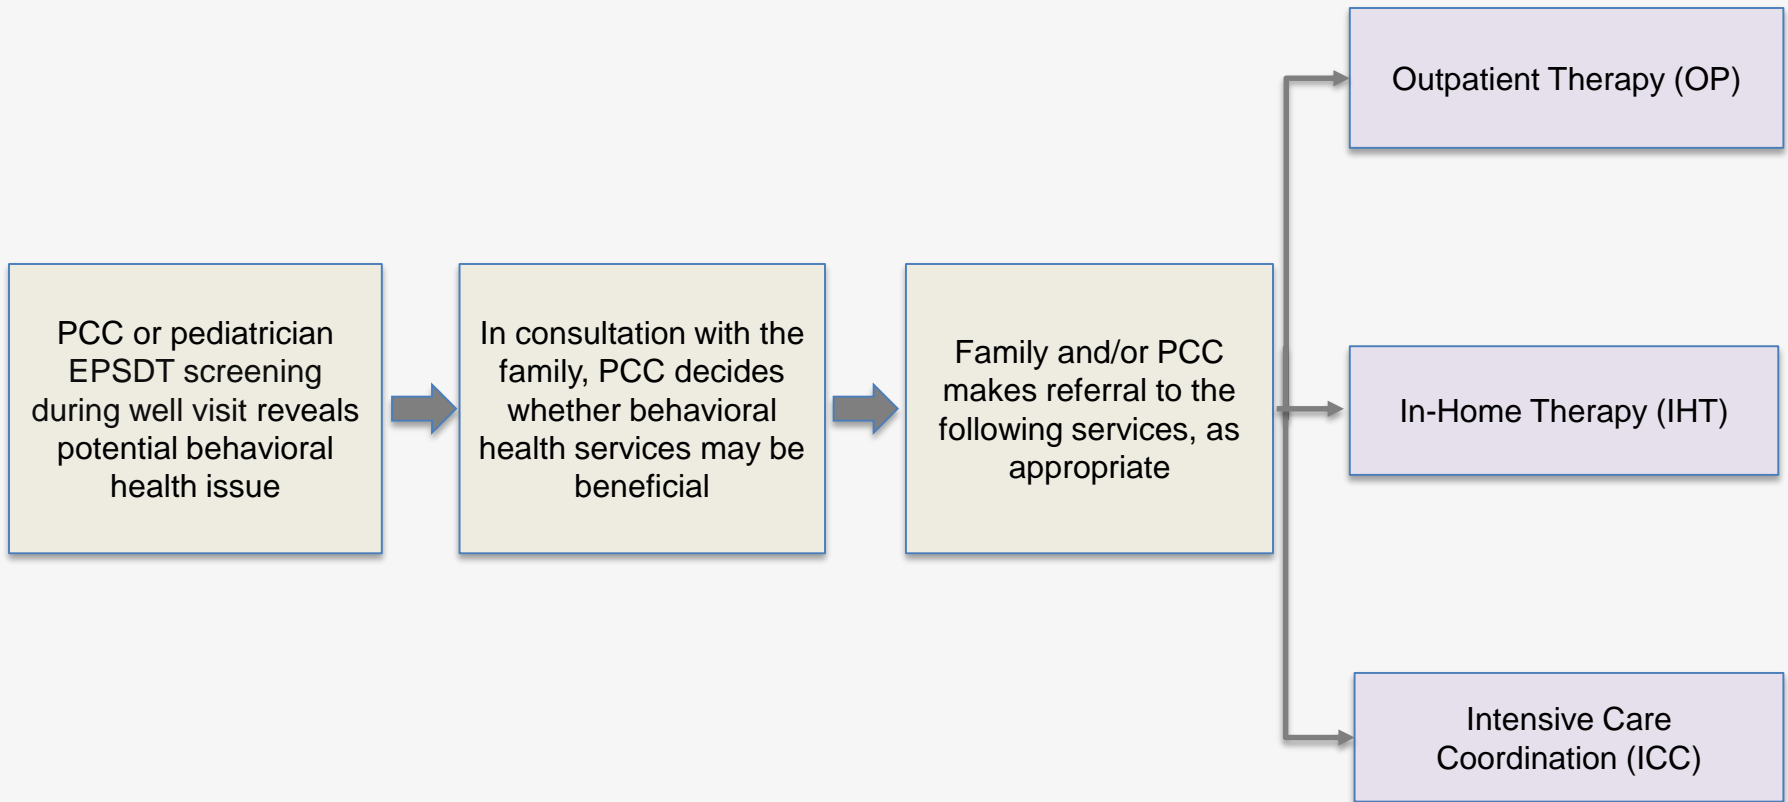 PCC or pediatrician
EPSDT screening
during well visit reveals
potential behavioral
health issue
In consultation with the
family, PCC decides
whether behavioral
health services may be
beneficial
Family and/or PCC
makes referral to the
following services, as
appropriate
Outpatient Therapy (OP)
In-Home Therapy (IHT)
Intensive Care
Coordination (ICC)